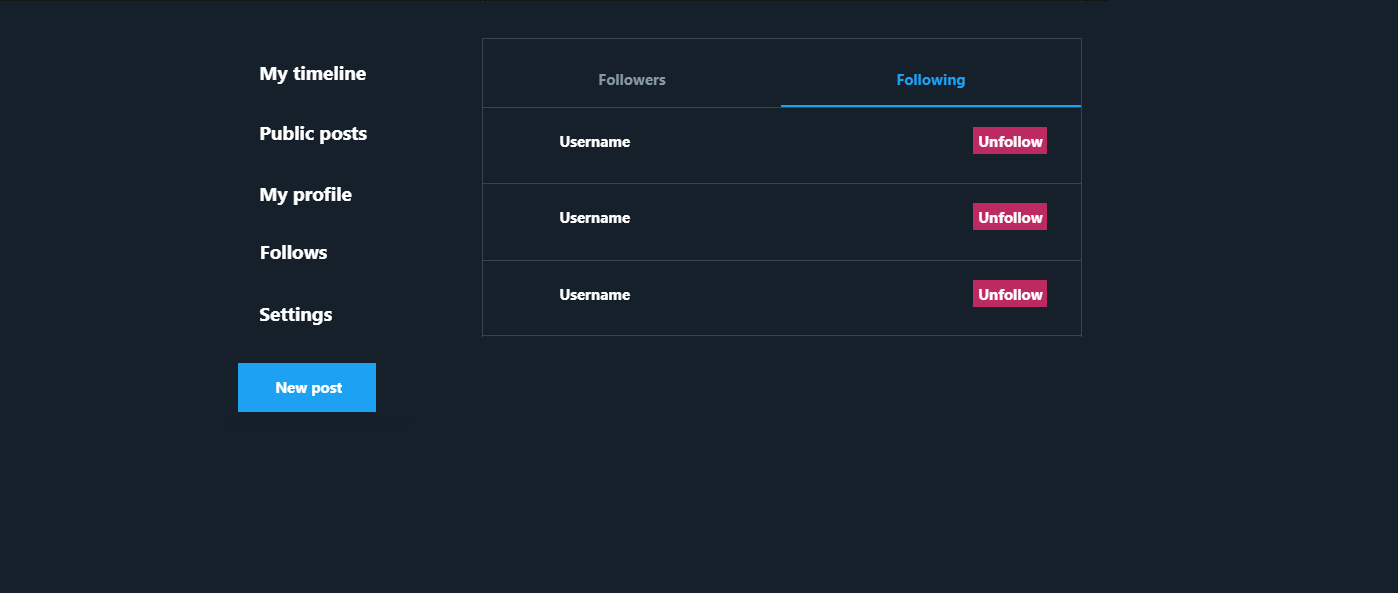 My timeline
Public posts
My profile
Follows
Settings
New post
Followers Following
Username Unfollow
Username Unfollow
Username Unfollow